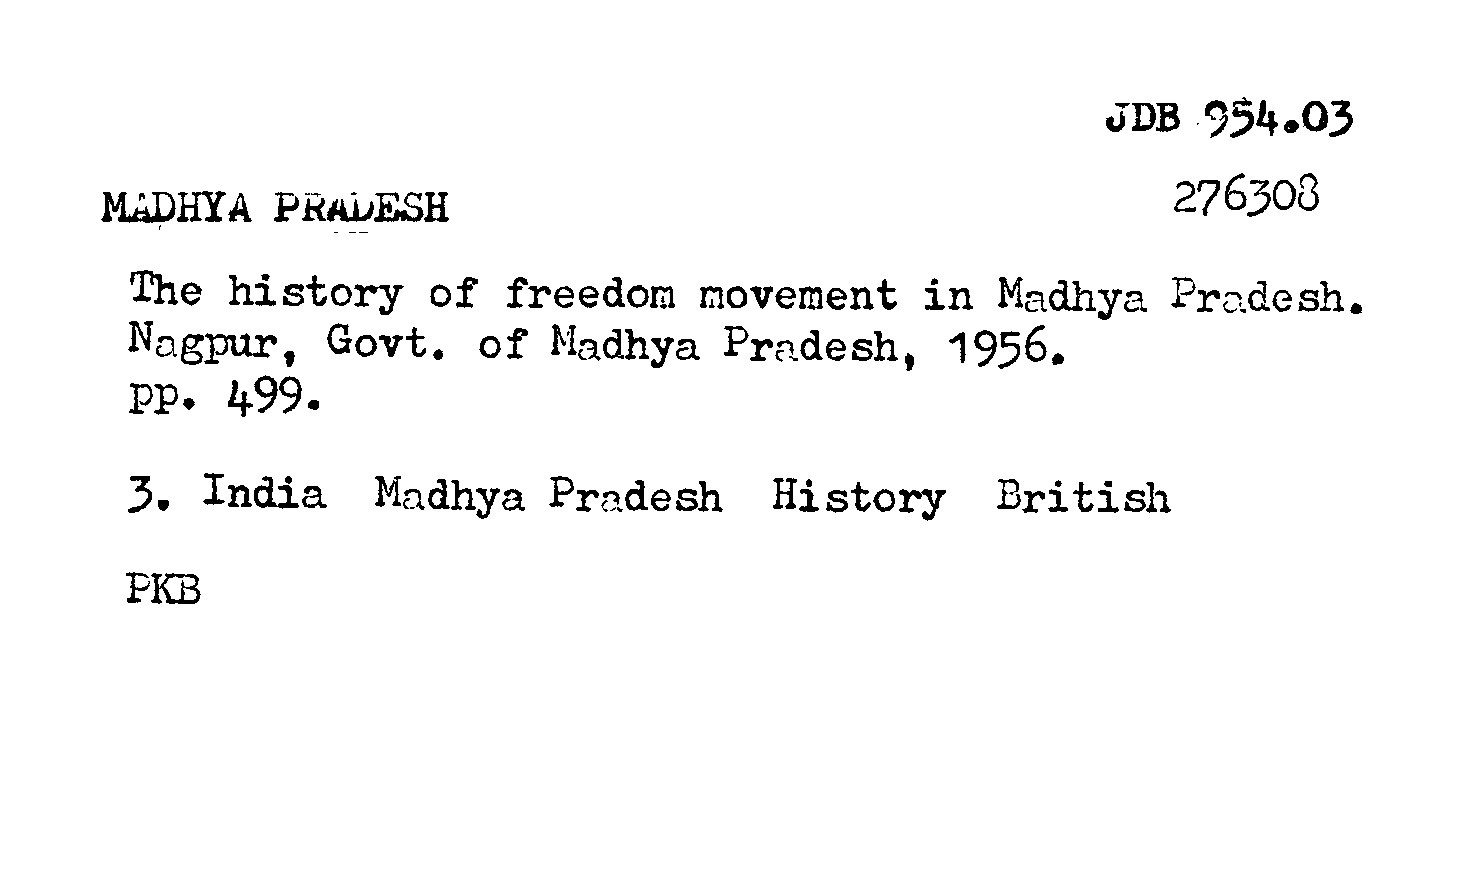 JDB 954.03
MADHYA PRADESH 276308
The history of freedom movement in Madhya Pradesh.
Nagpur, Govt. of Madhya Pradesh, 1956.
pp. 499.
3. India Madhya Pradesh History British
PKB